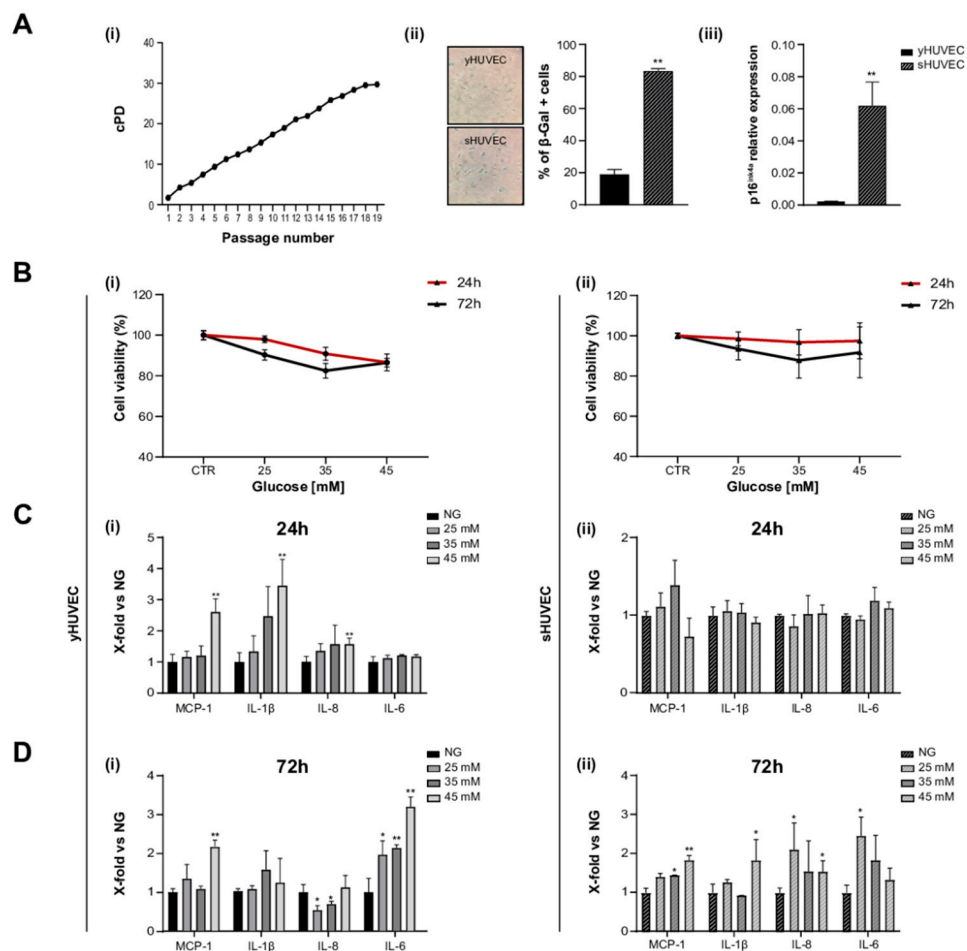 A
(i)
cPD
40
30
20
10
0
1 2 3 4 5 6 7 8 9 10 11 12 13 14 15 16 17 18 19
Passage number
(ii)
yHUVEC
sHUVEC
% of β-Gal + cells
100
80
60
40
20
0
**
(iii)
p16ink4a relative expression
0.10
0.08
0.06
0.04
0.02
0.00
**
yHUVEC
sHUVEC
B
yHUVEC
(i)
24h
72h
Cell viability (%)
120
100
80
60
40
CTR 25 35 45
Glucose [mM]
sHUVEC
(ii)
24h
72h
Cell viability (%)
120
100
80
60
40
CTR 25 35 45
Glucose [mM]
C
(i)
24h
NG
25 mM
35 mM
45 mM
X-fold vs NG
5
4
3
2
1
0
** ** **
MCP-1 IL-1β IL-8 IL-6
(ii)
24h
NG
25 mM
35 mM
45 mM
X-fold vs NG
2
1
0
MCP-1 IL-1β IL-8 IL-6
D
(i)
72h
NG
25 mM
35 mM
45 mM
X-fold vs NG
4
3
2
1
0
** * * * ** **
MCP-1 IL-1β IL-8 IL-6
(ii)
72h
NG
25 mM
35 mM
45 mM
X-fold vs NG
4
3
2
1
0
* ** * * * *
MCP-1 IL-1β IL-8 IL-6